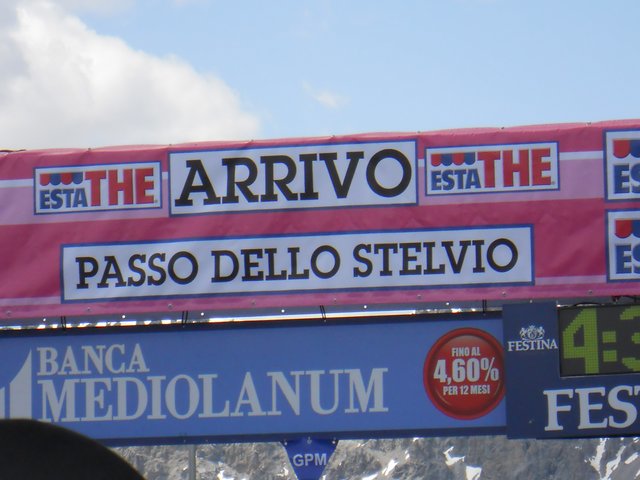 ESTATHE ARRIVO ESTATHE
PASSO DELLO STELVIO
BANCA
MEDIOLANUM
FINO AL
4,60%
PER 12 MESI
FESTINA
GPM